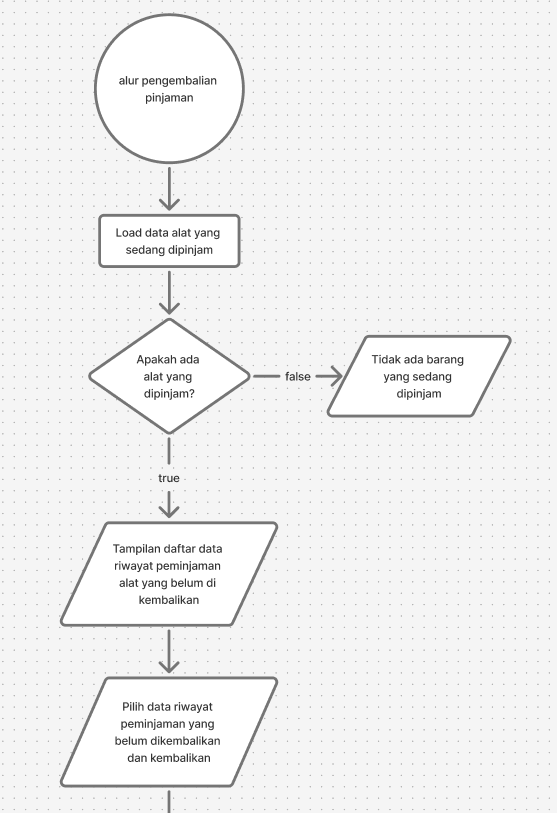 alur pengembalian
pinjaman
Load data alat yang
sedang dipinjam
Apakah ada
alat yang
dipinjam?
false
Tidak ada barang
yang sedang
dipinjam
true
Tampilan daftar data
riwayat peminjaman
alat yang belum di
kembalikan
Pilih data riwayat
peminjaman yang
belum dikembalikan
dan kembalikan